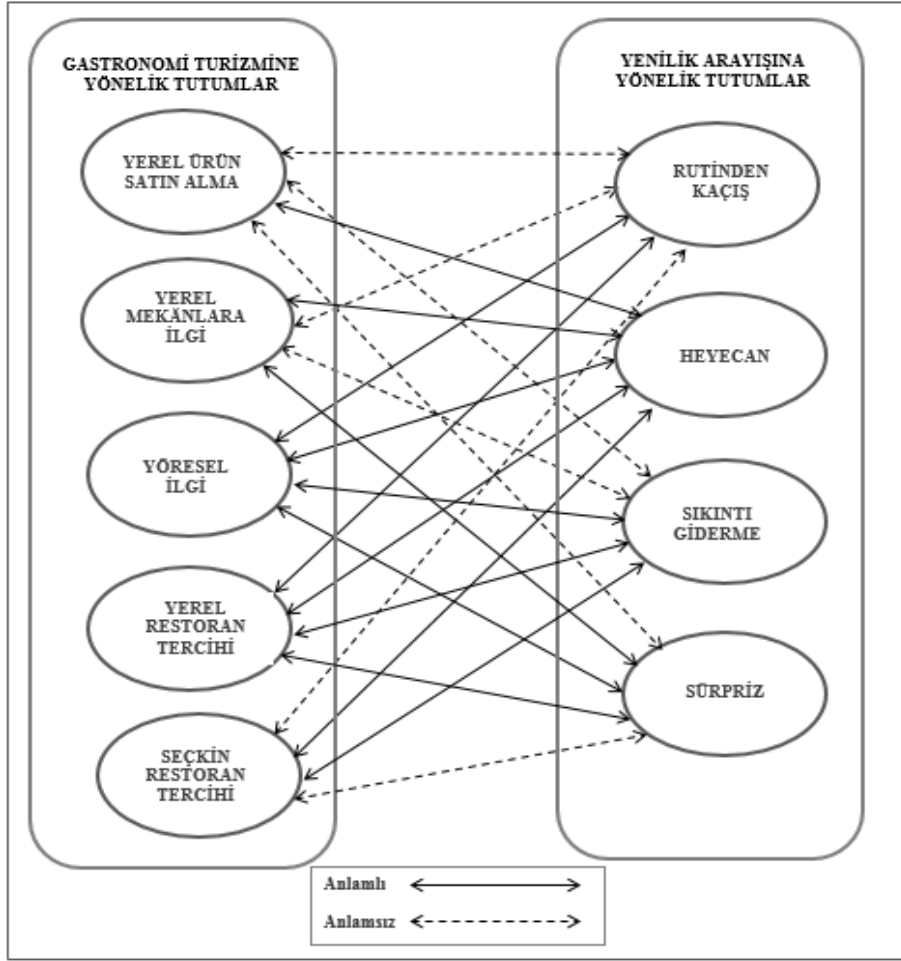 GASTRONOMİ TURİZMİNE
YÖNELİK TUTUMLAR
YEREL ÜRÜN
SATIN ALMA
YEREL
MEKÄNLARA
İLGİ
YÖRESEL
İLGİ
YEREL
RESTORAN
TERCİHİ
SEÇKİN
RESTORAN
TERCİHİ
YENİLİK ARAYIŞINA
YÖNELİK TUTUMLAR
RUTİNDEN
KAÇIŞ
HEYECAN
SIKINTI
GİDERME
SÜRPRİZ
Anlamlı
Anlamsız